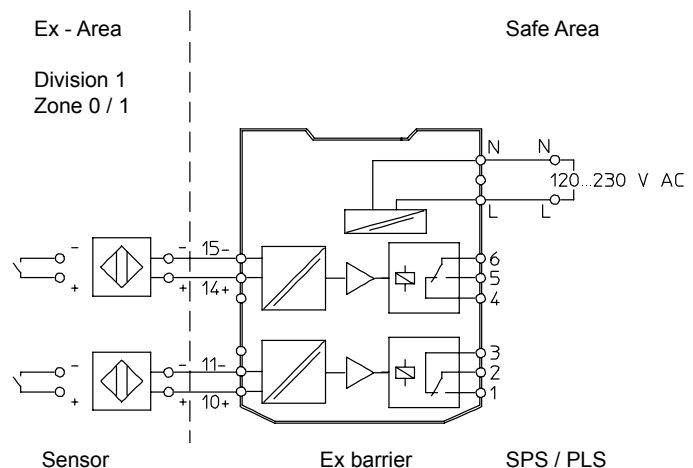 Ex - Area
Safe Area
Division 1
Zone 0 / 1
N
N
120...230 V AC
L
L
-
-
15-
6
5
+
+
14+
4
3
-
-
11-
2
+
+
10+
1
Sensor
Ex barrier
SPS / PLS